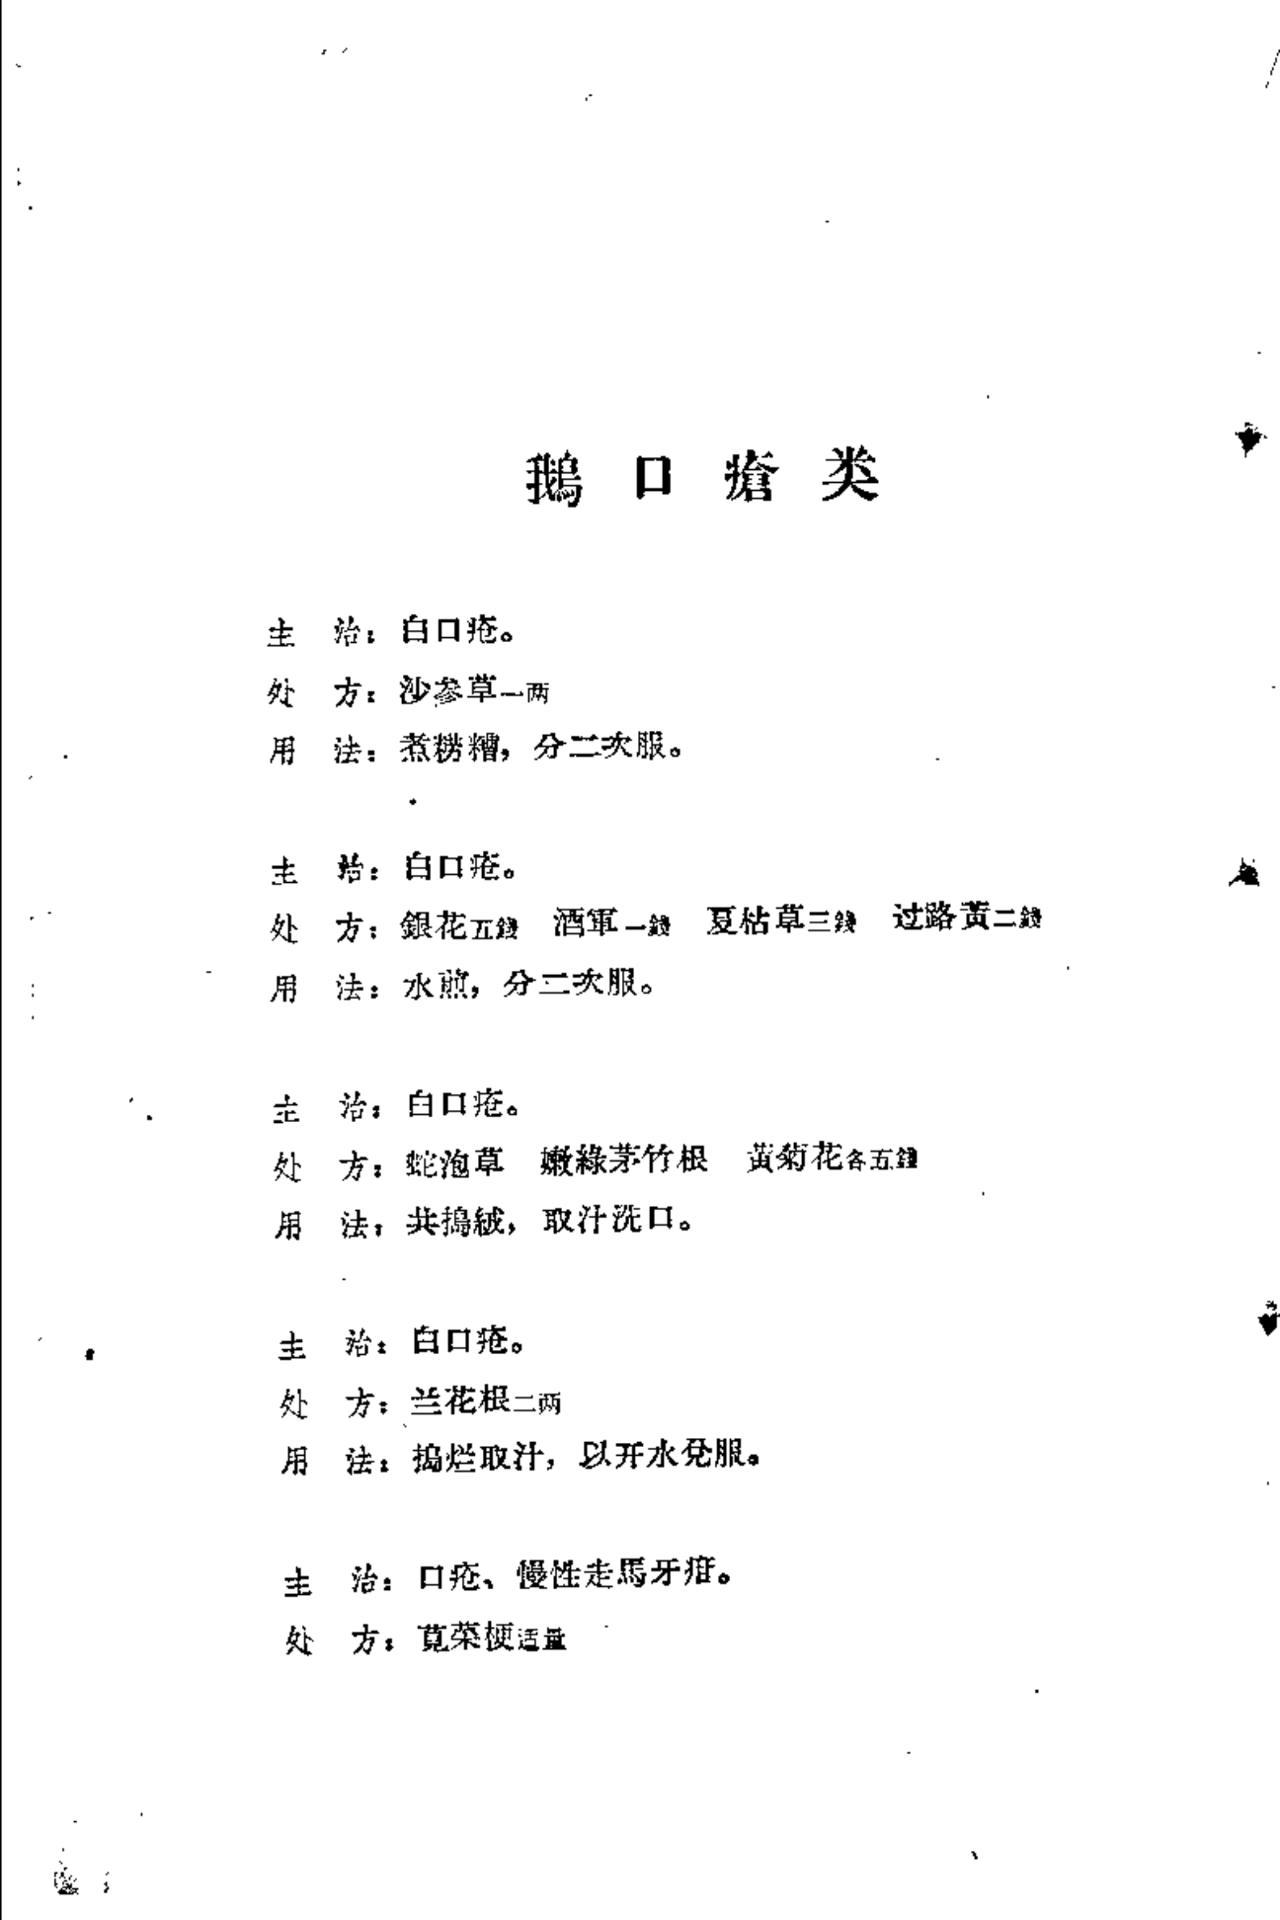 鵝口瘡类
主　治：白口疮。
处　方：沙参草一两
用　法：煮醪糟，分二次服。
主　治：白口疮。
处　方：銀花五錢　酒軍一錢　夏枯草三錢　过路黃二錢
用　法：水煎，分二次服。
主　治：白口疮。
处　方：蛇泡草　嫩綠茅竹根　黃菊花各五錢
用　法：共搗絨，取汁洗口。
主　治：白口疮。
处　方：兰花根二两
用　法：搗烂取汁，以开水兌服。
主　治：口疮、慢性走馬牙疳。
处　方：莧菜梗适量